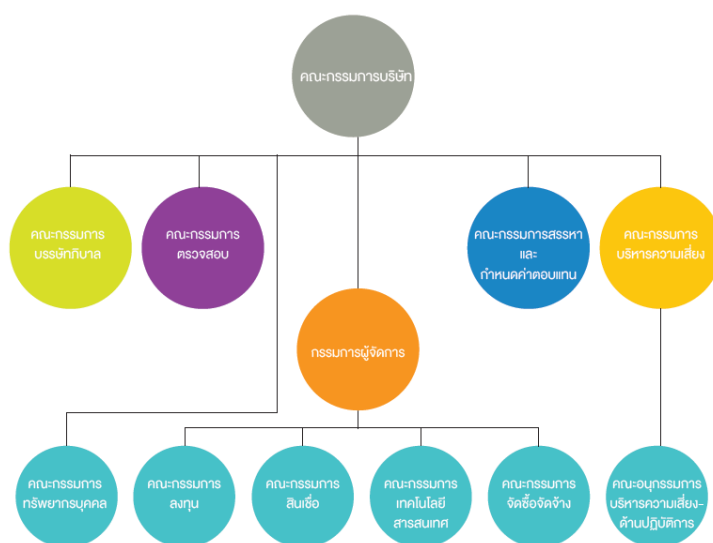 คณะกรรมการบริษัท
คณะกรรมการ
บรรษัทภิบาล
คณะกรรมการ
ตรวจสอบ
คณะกรรมการสรรหา
และ
กำหนดค่าตอบแทน
คณะกรรมการ
บริหารความเสี่ยง
กรรมการผู้จัดการ
คณะกรรมการ
ทรัพยากรบุคคล
คณะกรรมการ
ลงทุน
คณะกรรมการ
สินเชื่อ
คณะกรรมการ
เทคโนโลยี
สารสนเทศ
คณะกรรมการ
จัดซื้อจัดจ้าง
คณะอนุกรรมการ
บริหารความเสี่ยง-
ด้านปฏิบัติการ